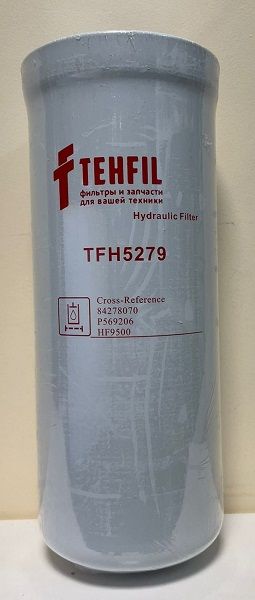 TEHFIL
фильтры и запчасти
для вашей техники
Hydraulic Filter
TFH5279
Cross-Reference
84278070
P569206
HF9500